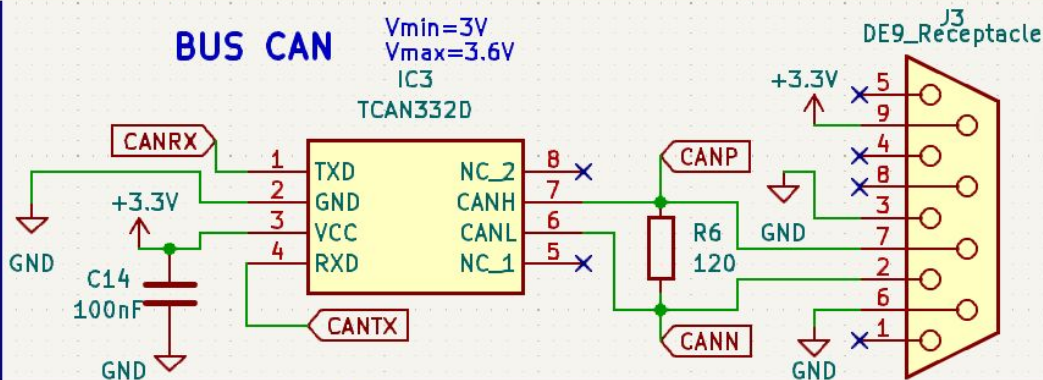 BUS CAN
Vmin=3V
Vmax=3.6V
IC3
TCAN332D
J3
DE9_Receptacle
CANRX
1 TXD
2 GND
3 VCC
4 RXD
NC_2 8
CANH 7
CANL 6
NC_1 5
+3.3V
GND
C14
100nF
GND
CANTX
CANP
R6
120
CANN
+3.3V
GND
GND
5
9
4
8
3
7
2
6
1